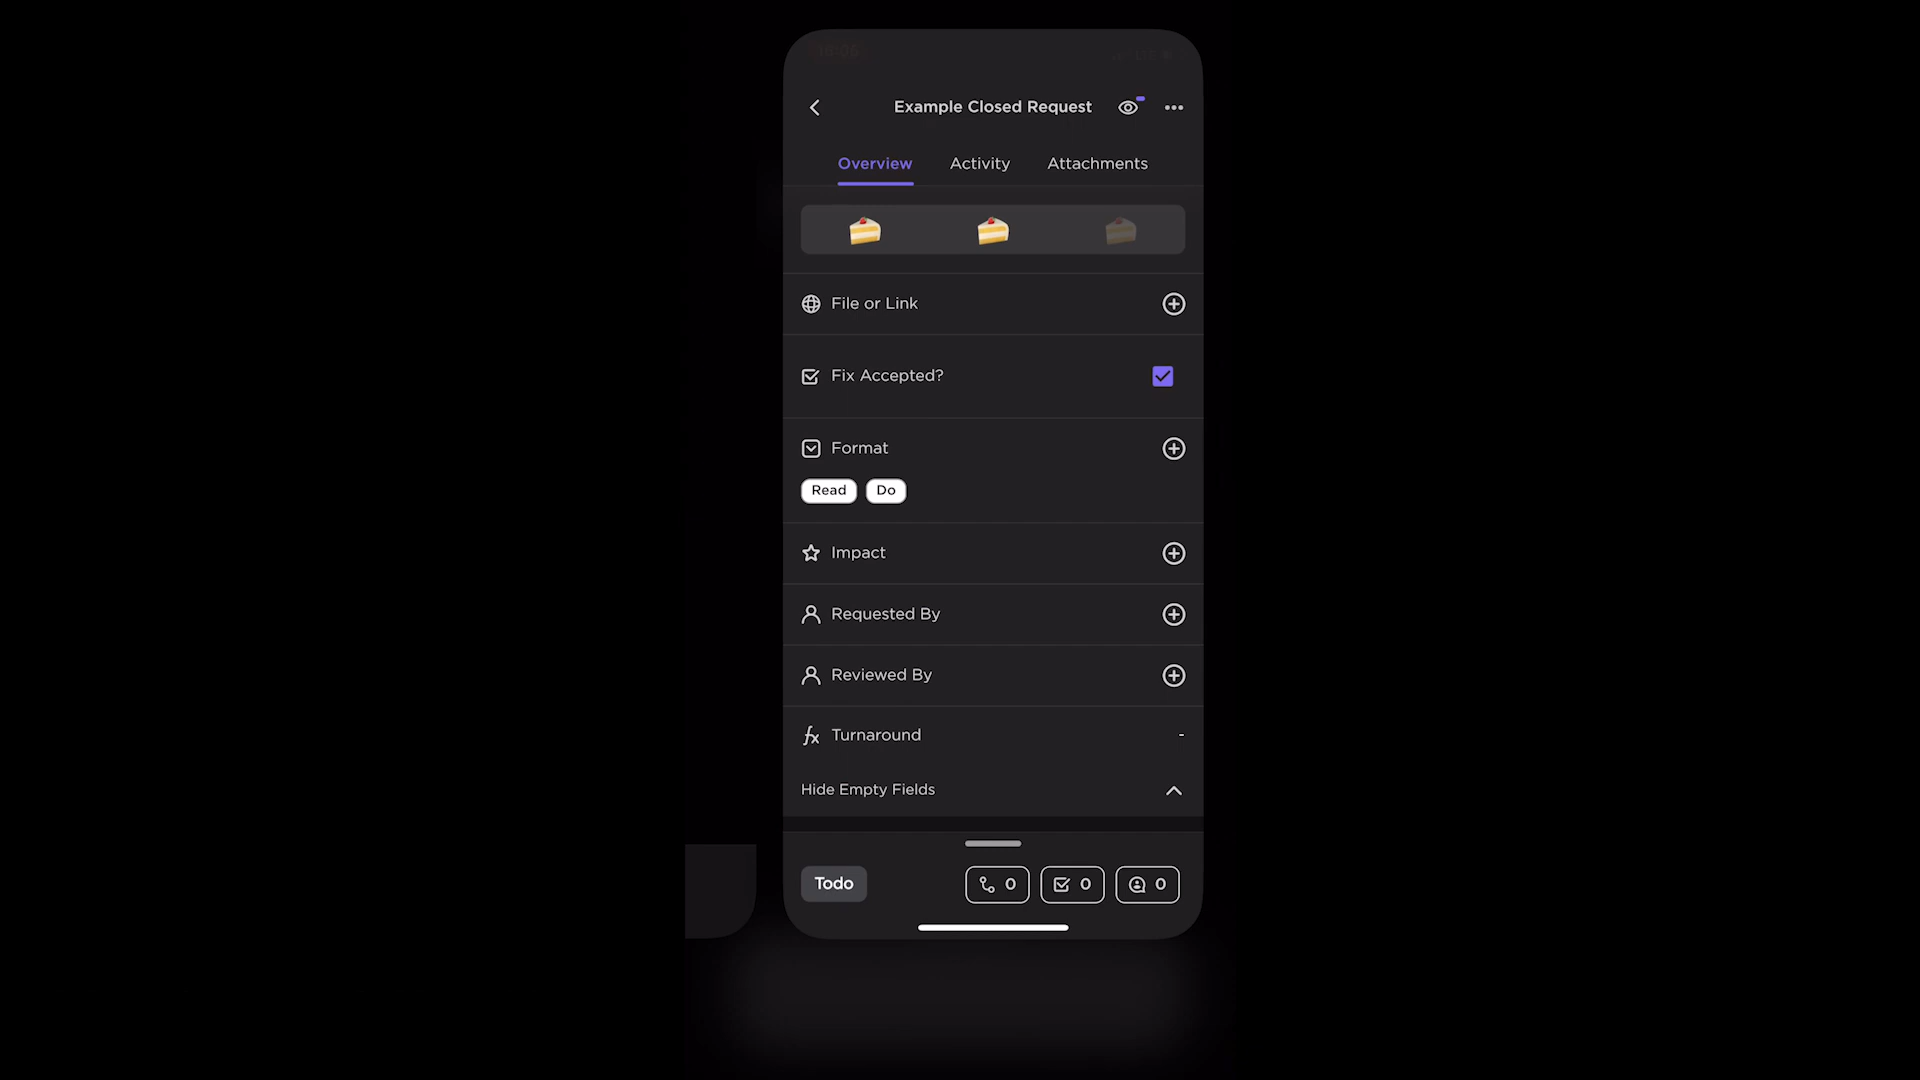 Example Closed Request
Overview Activity Attachments
File or Link
Fix Accepted?
Format
Read Do
Impact
Requested By
Reviewed By
Turnaround -
Hide Empty Fields
Todo 0 0 0